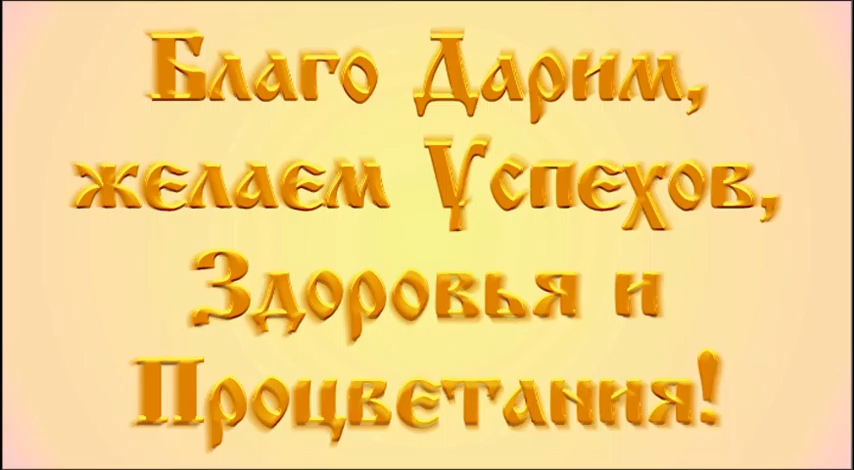 Благо Дарим,
желаем Успехов,
Здоровья и
Процветания!